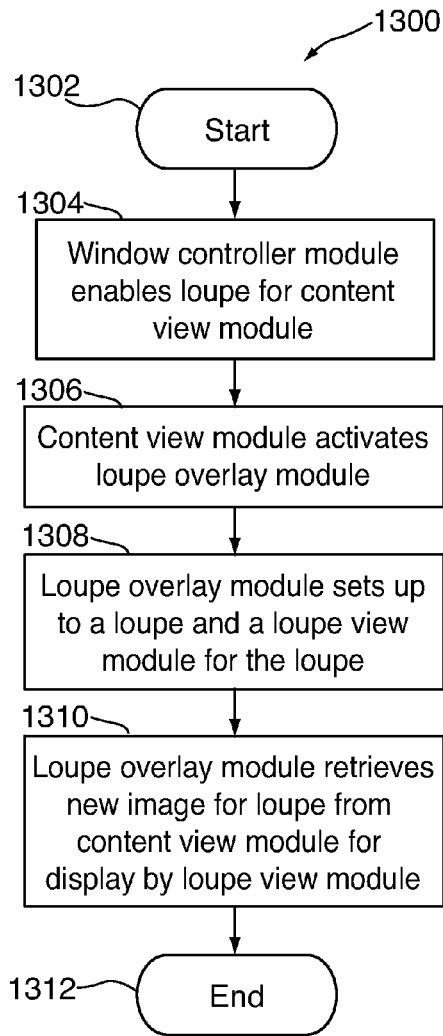 1300
1302
Start
1304
Window controller module
enables loupe for content
view module
1306
Content view module activates
loupe overlay module
1308
Loupe overlay module sets up
to a loupe and a loupe view
module for the loupe
1310
Loupe overlay module retrieves
new image for loupe from
content view module for
display by loupe view module
1312
End